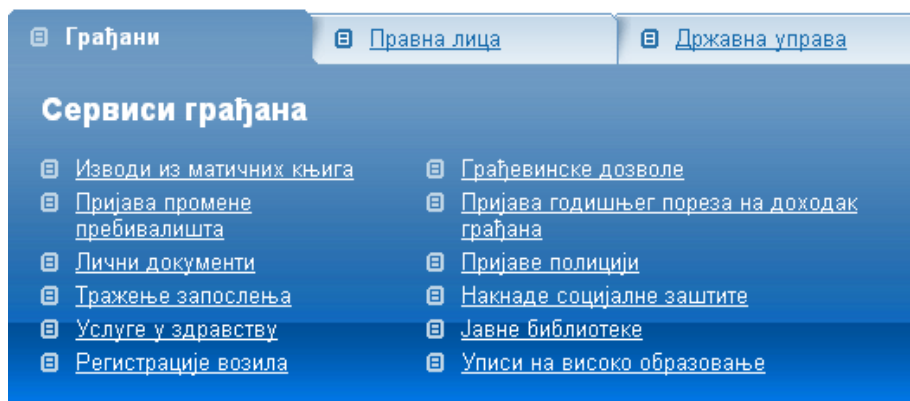 Грађани
Правна лица
Државна управа
Сервиси грађана
Изводи из матичних књига
Пријава промене
пребивалишта
Лични документи
Тражење запослења
Услуге у здравству
Регистрације возила
Грађевинске дозволе
Пријава годишњег пореза на доходак
грађана
Пријаве полицији
Накнаде социјалне заштите
Јавне библиотеке
Уписи на високо образовање